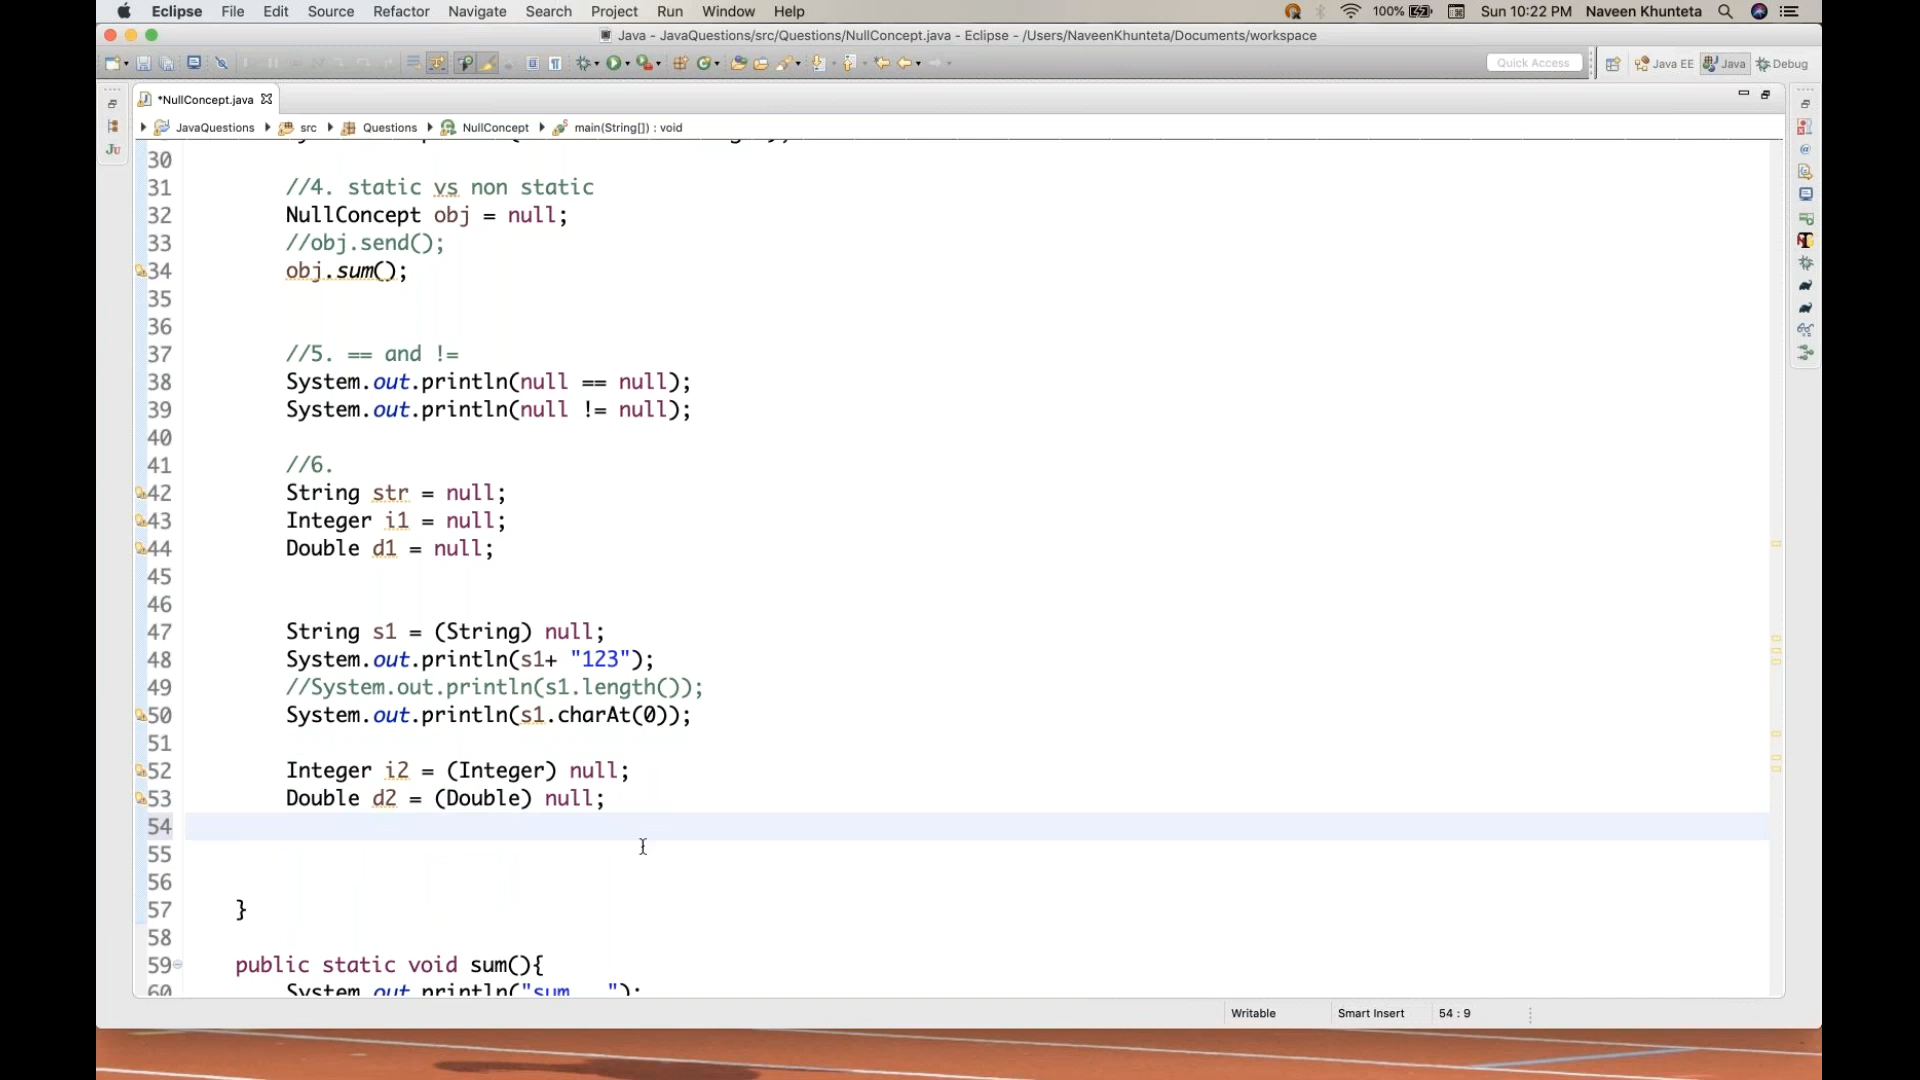 Eclipse File Edit Source Refactor Navigate Search Project Run Window Help 100% Sun 10:22 PM Naveen Khunteta
Java - JavaQuestions/src/Questions/NullConcept.java - Eclipse - /Users/NaveenKhunteta/Documents/workspace
Quick Access Java EE Java Debug
*NullConcept.java
JavaQuestions src Questions NullConcept main(String[]) : void
30
31 //4. static vs non static
32 NullConcept obj = null;
33 //obj.send();
34 obj.sum();
35
36
37 //5. == and !=
38 System.out.println(null == null);
39 System.out.println(null != null);
40
41 //6.
42 String str = null;
43 Integer i1 = null;
44 Double d1 = null;
45
46
47 String s1 = (String) null;
48 System.out.println(s1+ "123");
49 //System.out.println(s1.length());
50 System.out.println(s1.charAt(0));
51
52 Integer i2 = (Integer) null;
53 Double d2 = (Double) null;
54
55
56
57 }
58
59 public static void sum(){
60 System.out.println("sum
Writable Smart Insert 54 : 9